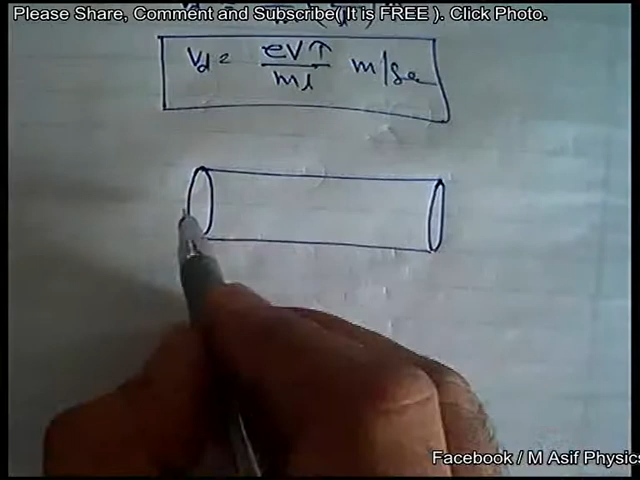 Please Share, Comment and Subscribe( It is FREE ). Click Photo.
Vd = eVτ / ml m/sec
Facebook / M Asif Physics